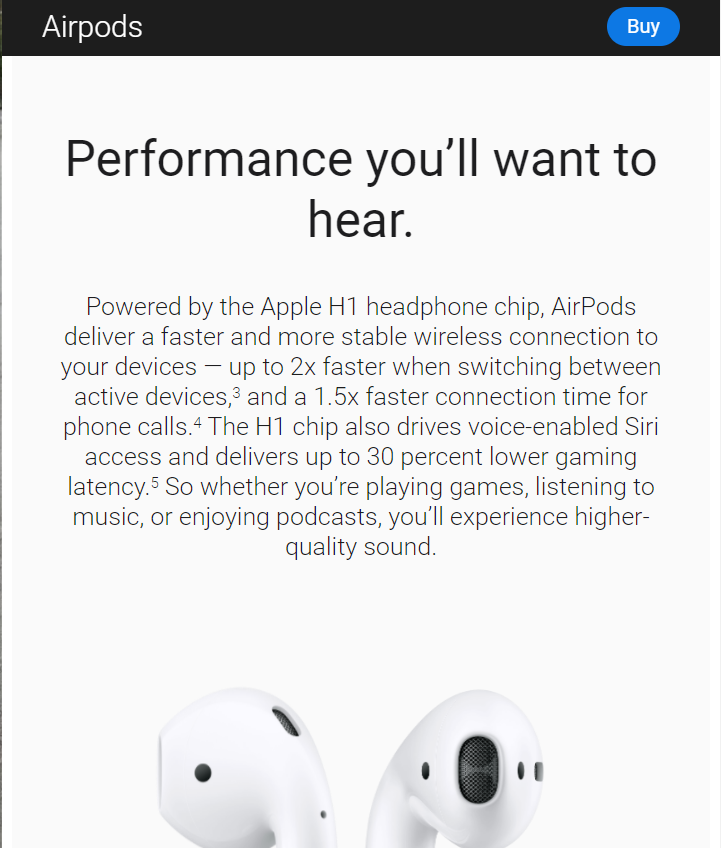 Airpods
Buy
Performance you’ll want to
hear.
Powered by the Apple H1 headphone chip, AirPods
deliver a faster and more stable wireless connection to
your devices — up to 2x faster when switching between
active devices,³ and a 1.5x faster connection time for
phone calls.⁴ The H1 chip also drives voice-enabled Siri
access and delivers up to 30 percent lower gaming
latency.⁵ So whether you’re playing games, listening to
music, or enjoying podcasts, you’ll experience higher-
quality sound.